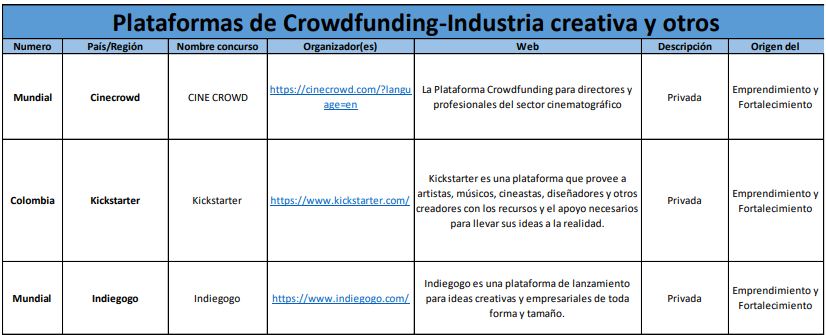 Plataformas de Crowdfunding-Industria creativa y otros
Numero País/Región Nombre concurso Organizador(es) Web Descripción Origen del
Mundial
Cinecrowd
CINE CROWD
https://cinecrowd.com/?langu
age=en
La Plataforma Crowdfunding para directores y
profesionales del sector cinematográfico
Privada
Emprendimiento y
Fortalecimiento
Colombia
Kickstarter
Kickstarter
https://www.kickstarter.com/
Kickstarter es una plataforma que provee a
artistas, músicos, cineastas, diseñadores y otros
creadores con los recursos y el apoyo necesarios
para llevar sus ideas a la realidad.
Privada
Emprendimiento y
Fortalecimiento
Mundial
Indiegogo
Indiegogo
https://www.indiegogo.com/
Indiegogo es una plataforma de lanzamiento
para ideas creativas y empresariales de toda
forma y tamaño.
Privada
Emprendimiento y
Fortalecimiento